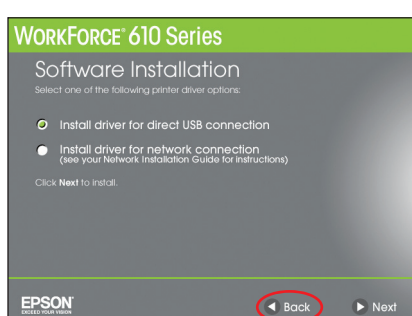 WORKFORCE® 610 Series
Software Installation
Select one of the following printer driver options:
Install driver for direct USB connection
Install driver for network connection
(see your Network Installation Guide for instructions)
Click Next to install.
EPSON®
EXCEED YOUR VISION
Back
Next